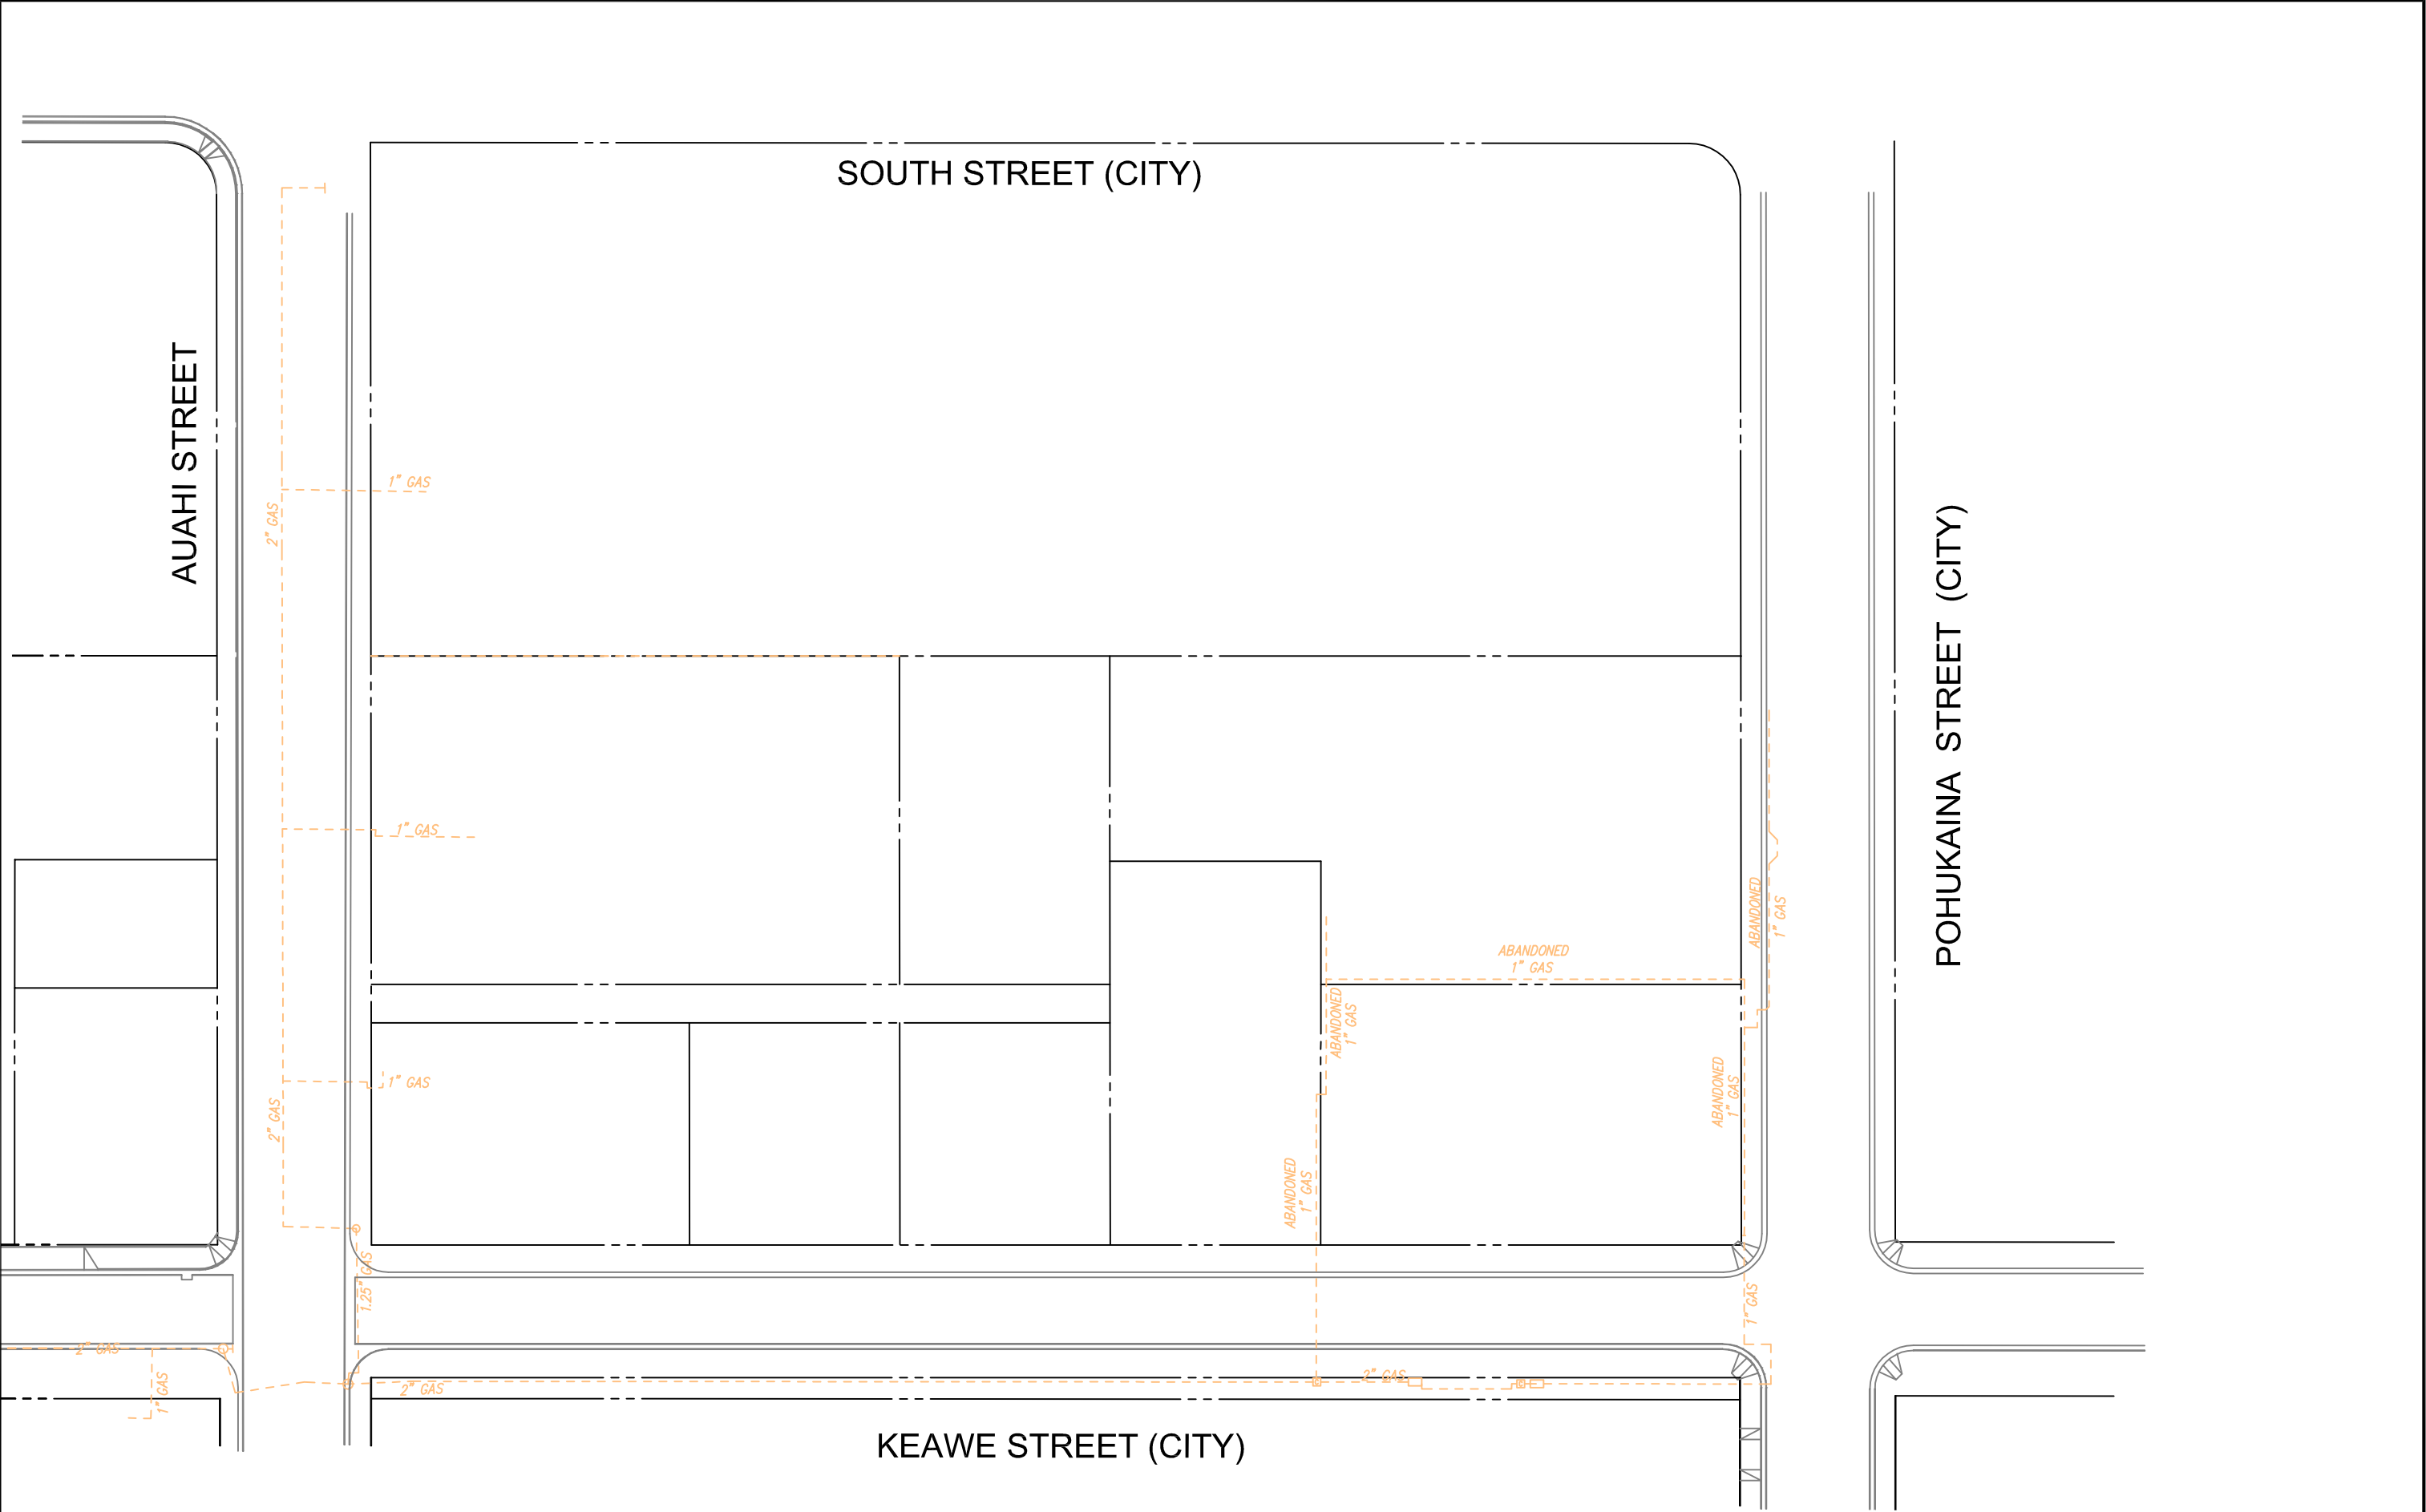 SOUTH STREET (CITY)
AUAHI STREET
1" GAS
2" GAS
POHUKAINA STREET (CITY)
1" GAS
ABANDONED
1" GAS
ABANDONED
1" GAS
ABANDONED
1" GAS
1" GAS
2" GAS
ABANDONED
1" GAS
ABANDONED
1" GAS
1.25" GAS
1" GAS
2" GAS
1" GAS
2" GAS
2" GAS
KEAWE STREET (CITY)